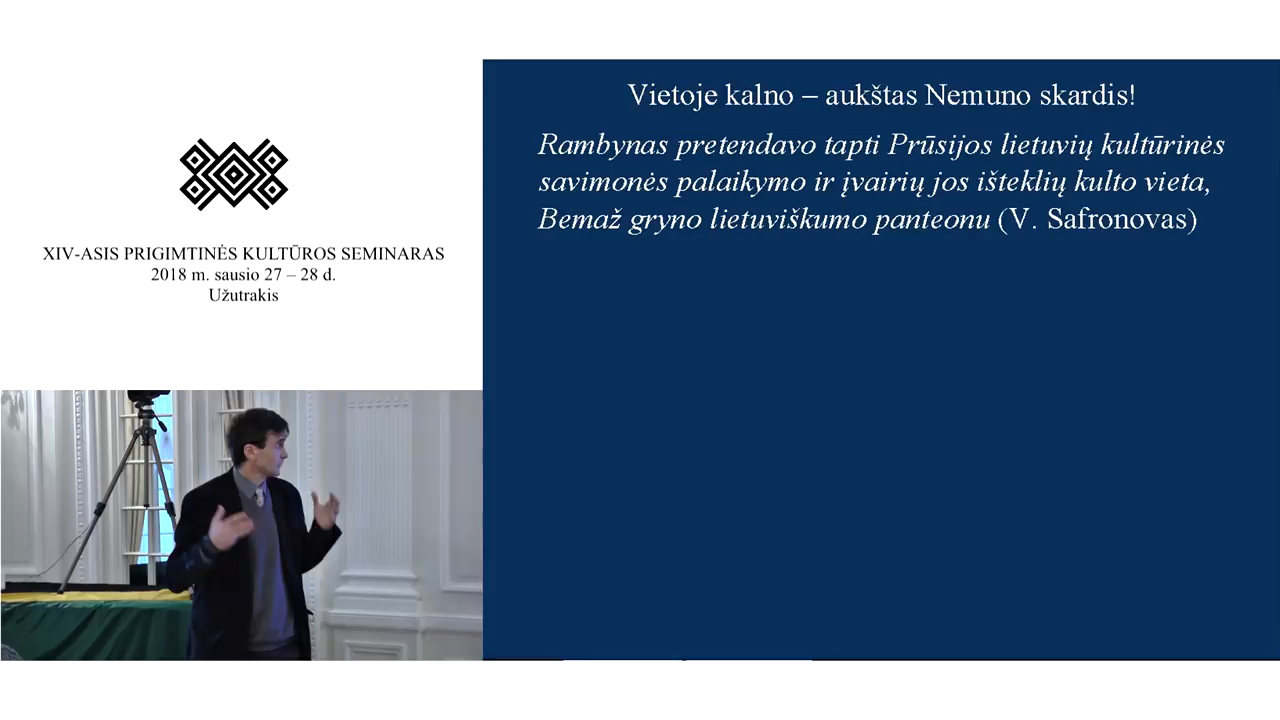 XIV-ASIS PRIGIMTINĖS KULTŪROS SEMINARAS
2018 m. sausio 27 – 28 d.
Užutrakis
Vietoje kalno – aukštas Nemuno skardis!
Rambynas pretendavo tapti Prūsijos lietuvių kultūrinės
savimonės palaikymo ir įvairių jos išteklių kulto vieta,
Bemaž gryno lietuviškumo panteonu (V. Safronovas)